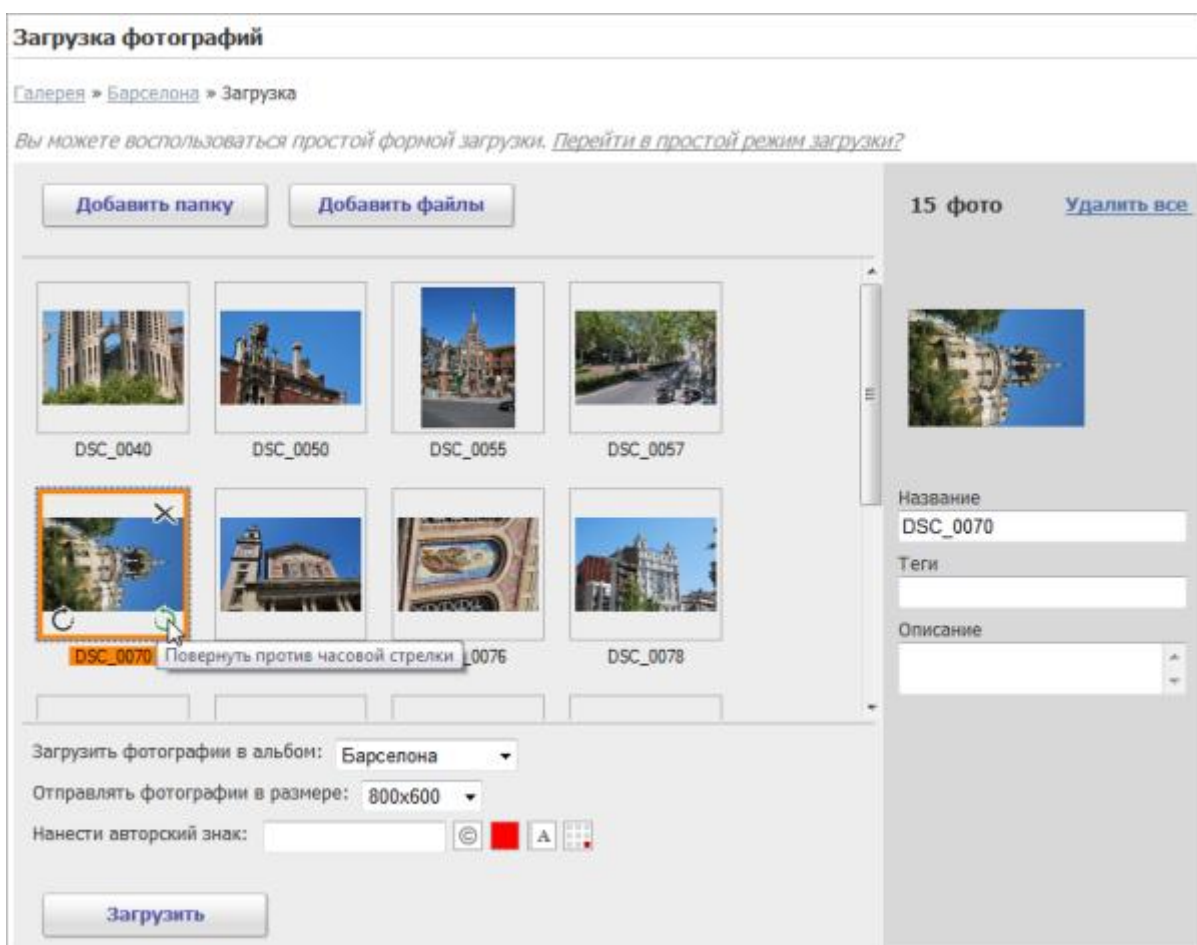 Загрузка фотографий
Галерея » Барселона » Загрузка
Вы можете воспользоваться простой формой загрузки. Перейти в простой режим загрузки?
Добавить папку Добавить файлы
15 фото Удалить все
DSC_0040 DSC_0050 DSC_0055 DSC_0057
Название
DSC_0070
Теги
Описание
DSC_0070 Повернуть против часовой стрелки _0076 DSC_0078
Загрузить фотографии в альбом: Барселона
Отправлять фотографии в размере: 800x600
Нанести авторский знак: © A
Загрузить